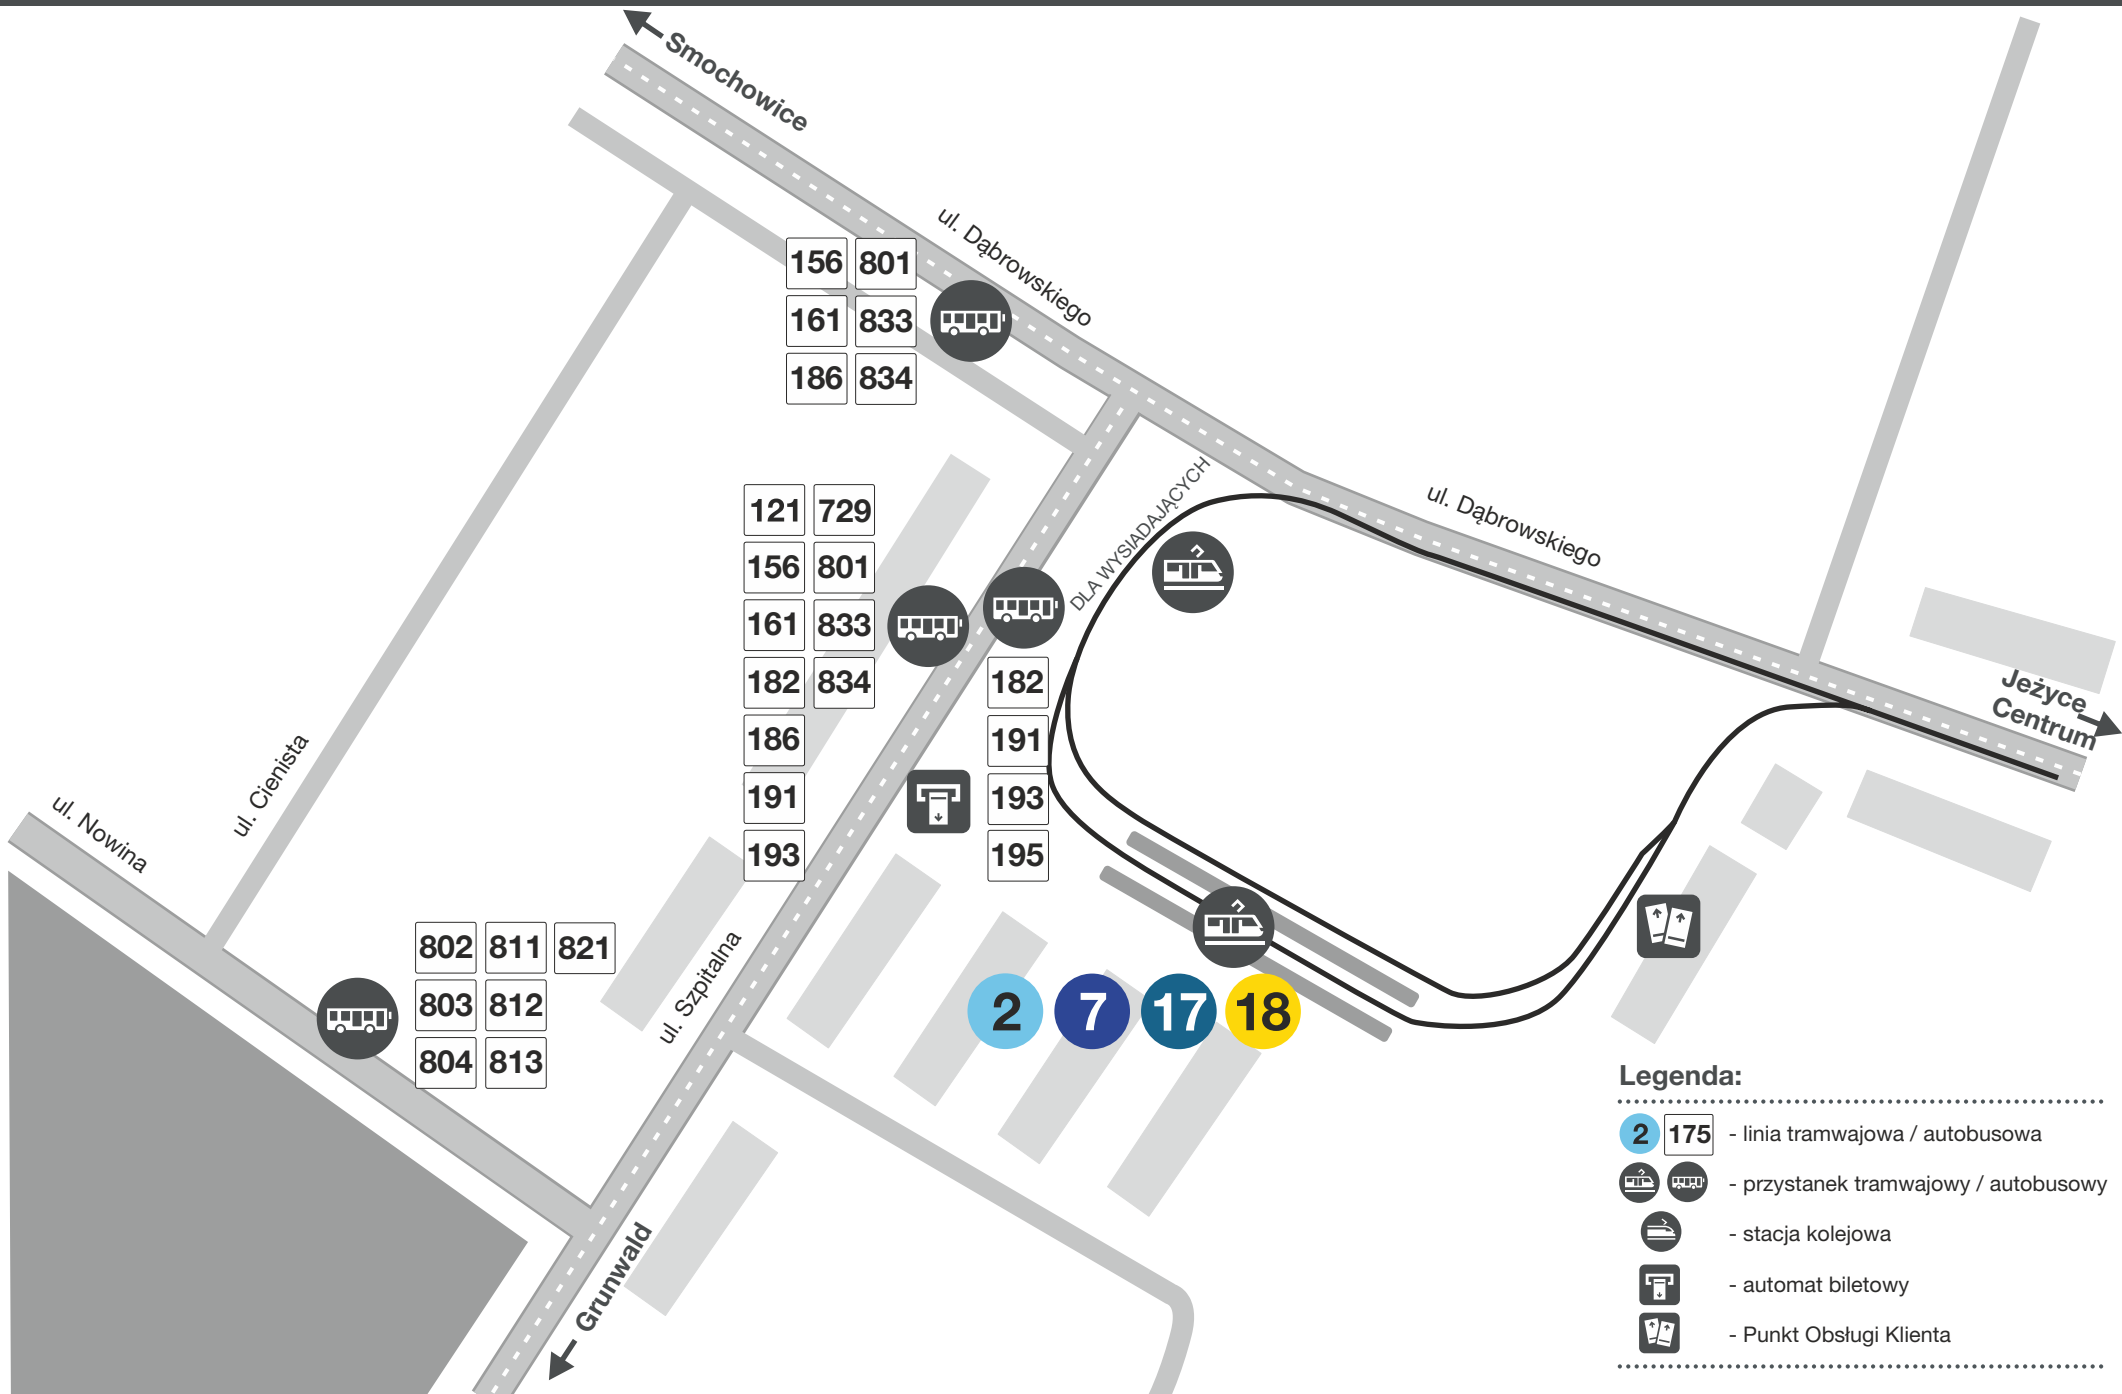 Smochowice
ul. Dąbrowskiego
156 801
161 833
186 834
DLA WYSIADAJĄCYCH
ul. Dąbrowskiego
121 729
156 801
161 833
182 834
186
191
193
182
191
193
195
Jeżyce
Centrum
ul. Cienista
ul. Nowina
802 811 821
803 812
804 813
ul. Szpitalna
2 7 17 18
Grunwald
Legenda:
2 175 - linia tramwajowa / autobusowa
- przystanek tramwajowy / autobusowy
- stacja kolejowa
- automat biletowy
- Punkt Obsługi Klienta